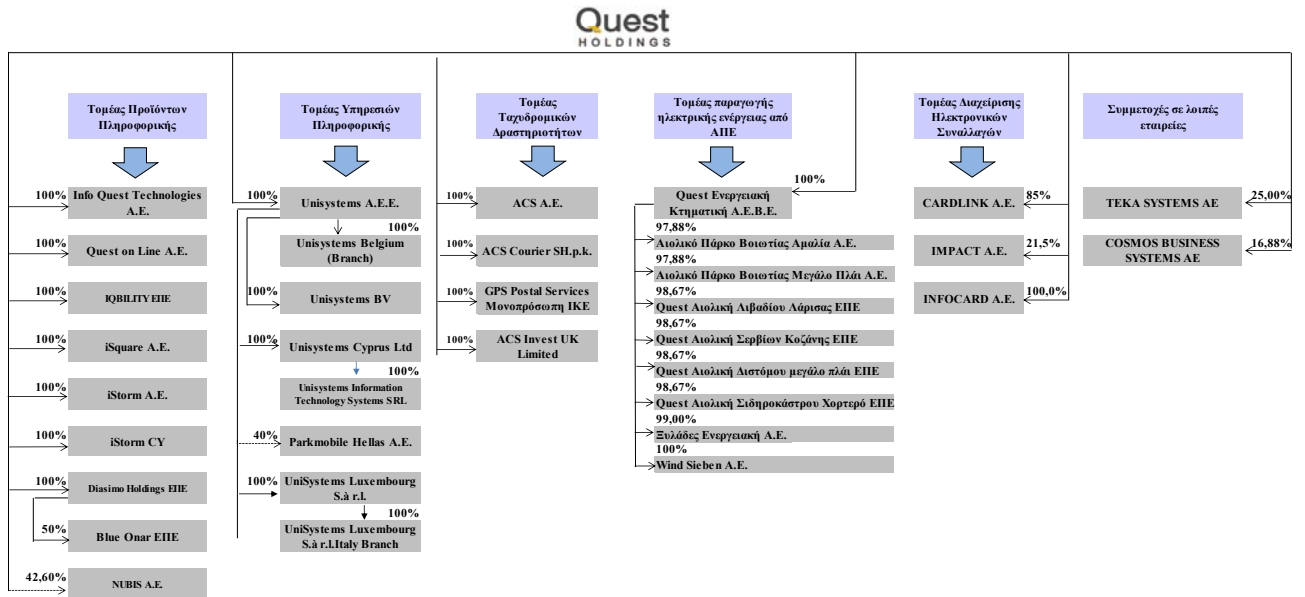 Quest
HOLDINGS
Τομέας Προϊόντων
Πληροφορικής
100%
Info Quest Technologies
Α.Ε.
100%
Quest on Line Α.Ε.
100%
IQBILITY ΕΠΕ
100%
iSquare Α.Ε.
100%
iStorm Α.Ε.
100%
iStorm CY
100%
Diasimo Holdings ΕΠΕ
50%
Blue Onar ΕΠΕ
42,60%
NUBIS Α.Ε.
Τομέας Υπηρεσιών
Πληροφορικής
100%
Unisystems Α.Ε.Ε.
100%
Unisystems Belgium
(Branch)
100%
Unisystems BV
100%
Unisystems Cyprus Ltd
100%
Unisystems Information
Technology Systems SRL
40%
Parkmobile Hellas Α.Ε.
100%
UniSystems Luxembourg
S.à r.l.
100%
UniSystems Luxembourg
S.à r.l.Italy Branch
Τομέας
Ταχυδρομικών
Δραστηριοτήτων
100%
ACS Α.Ε.
100%
ACS Courier SH.p.k.
100%
GPS Postal Services
Μονοπρόσωπη ΙΚΕ
100%
ACS Invest UK
Limited
Τομέας παραγωγής
ηλεκτρικής ενέργειας από
ΑΠΕ
100%
Quest Ενεργειακή
Κτηματική Α.Ε.Β.Ε.
97,88%
Αιολικό Πάρκο Βοιωτίας Αμαλία Α.Ε.
97,88%
Αιολικό Πάρκο Βοιωτίας Μεγάλο Πλάι Α.Ε.
98,67%
Quest Αιολική Λιβαδίου Λάρισας ΕΠΕ
98,67%
Quest Αιολική Σερβίων Κοζάνης ΕΠΕ
98,67%
Quest Αιολική Διστόμου μεγάλο πλάι ΕΠΕ
98,67%
Quest Αιολική Σιδηροκάστρου Χορτερό ΕΠΕ
99,00%
Ξυλάδες Ενεργειακή Α.Ε.
100%
Wind Sieben Α.Ε.
Τομέας Διαχείρισης
Ηλεκτρονικών
Συναλλαγών
CARDLINK Α.Ε.
85%
IMPACT Α.Ε.
21,5%
INFOCARD Α.Ε.
100,0%
Συμμετοχές σε λοιπές
εταιρείες
TEKA SYSTEMS ΑΕ
25,00%
COSMOS BUSINESS
SYSTEMS ΑΕ
16,88%